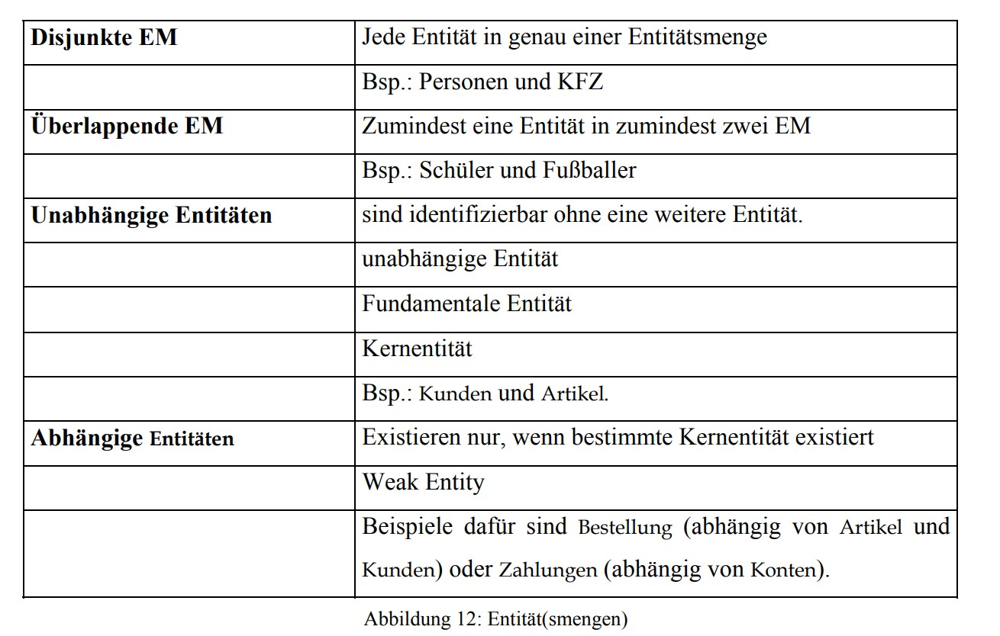 Disjunkte EM
Jede Entität in genau einer Entitätsmenge
Bsp.: Personen und KFZ
Überlappende EM
Zumindest eine Entität in zumindest zwei EM
Bsp.: Schüler und Fußballer
Unabhängige Entitäten
sind identifizierbar ohne eine weitere Entität.
unabhängige Entität
Fundamentale Entität
Kernentität
Bsp.: Kunden und Artikel.
Abhängige Entitäten
Existieren nur, wenn bestimmte Kernentität existiert
Weak Entity
Beispiele dafür sind Bestellung (abhängig von Artikel und
Kunden) oder Zahlungen (abhängig von Konten).
Abbildung 12: Entität(smengen)